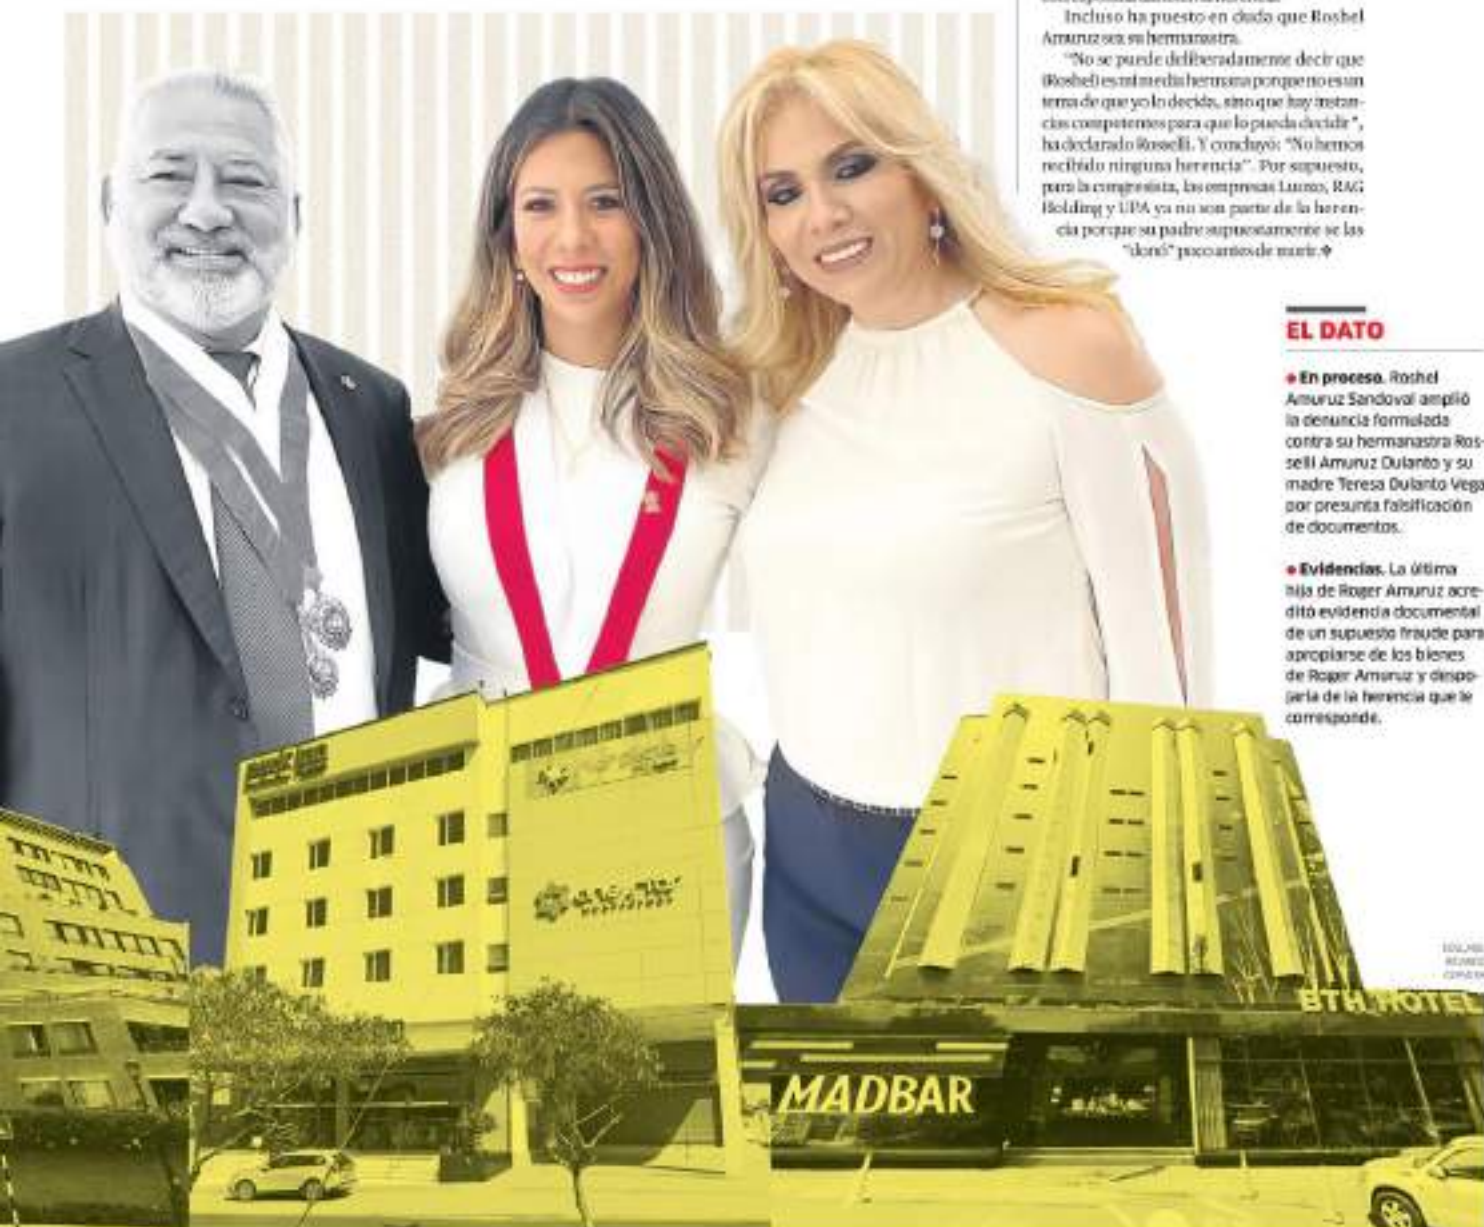 Incluso ha puesto en duda que Roshel
Amuruz sea su hermanastra.
"No se puede deliberadamente decir que
(Roshel) es mi media hermana porque no es un
tema de que yo lo decida, sino que hay instan-
cias competentes para que lo pueda decidir",
ha declarado Rosselli. Y concluyó: "No hemos
recibido ninguna herencia". Por supuesto,
para la congresista, las empresas Luoxo, RAG
Holding y UPA ya no son parte de la heren-
cia porque su padre supuestamente se las
"donó" poco antes de morir.
EL DATO
● En proceso. Roshel
Amuruz Sandoval amplió
la denuncia formulada
contra su hermanastra Ros-
selli Amuruz Dulanto y su
madre Teresa Dulanto Vega
por presunta falsificación
de documentos.
● Evidencias. La última
hija de Roger Amuruz acre-
ditó evidencia documental
de un supuesto fraude para
apropiarse de los bienes
de Roger Amuruz y despo-
jarla de la herencia que le
corresponde.
BTH HOTEL
MADBAR